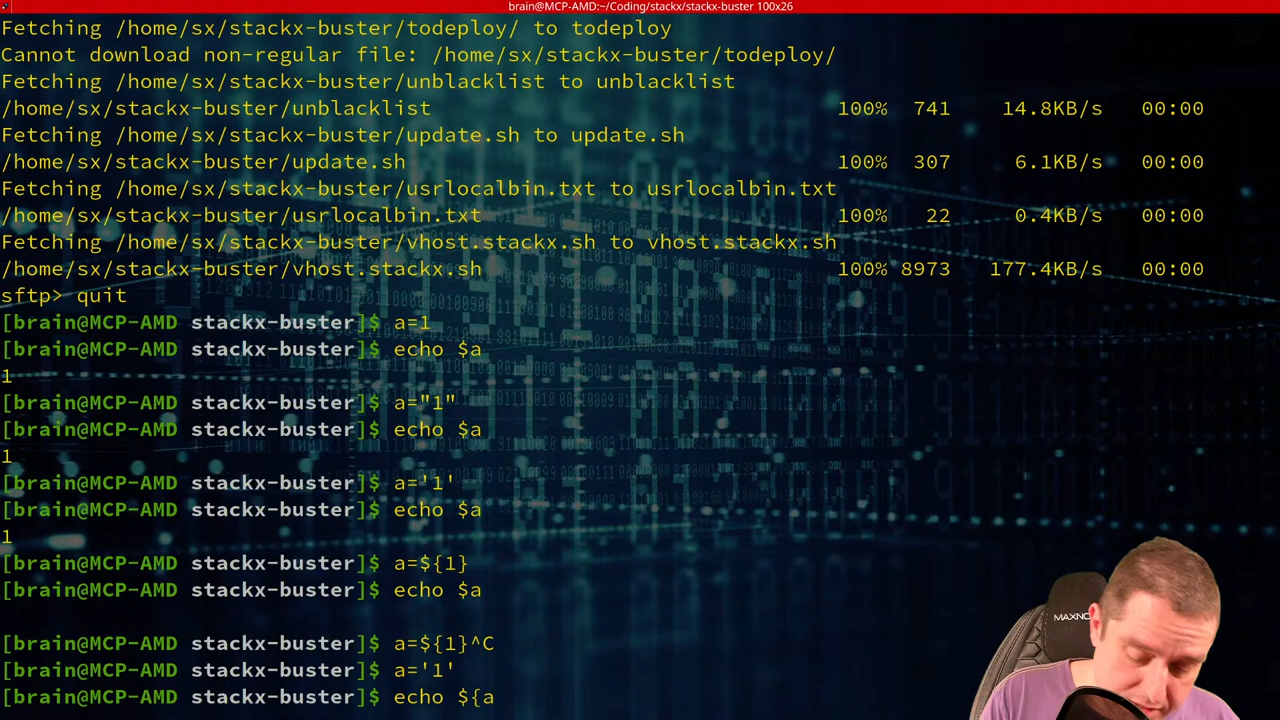 brain@MCP-AMD:~/Coding/stackx/stackx-buster 100x26
Fetching /home/sx/stackx-buster/todeploy/ to todeploy
Cannot download non-regular file: /home/sx/stackx-buster/todeploy/
Fetching /home/sx/stackx-buster/unblacklist to unblacklist
/home/sx/stackx-buster/unblacklist 100% 741 14.8KB/s 00:00
Fetching /home/sx/stackx-buster/update.sh to update.sh
/home/sx/stackx-buster/update.sh 100% 307 6.1KB/s 00:00
Fetching /home/sx/stackx-buster/usrlocalbin.txt to usrlocalbin.txt
/home/sx/stackx-buster/usrlocalbin.txt 100% 22 0.4KB/s 00:00
Fetching /home/sx/stackx-buster/vhost.stackx.sh to vhost.stackx.sh
/home/sx/stackx-buster/vhost.stackx.sh 100% 8973 177.4KB/s 00:00
sftp> quit
[brain@MCP-AMD stackx-buster]$ a=1
[brain@MCP-AMD stackx-buster]$ echo $a
1
[brain@MCP-AMD stackx-buster]$ a="1"
[brain@MCP-AMD stackx-buster]$ echo $a
1
[brain@MCP-AMD stackx-buster]$ a='1'
[brain@MCP-AMD stackx-buster]$ echo $a
1
[brain@MCP-AMD stackx-buster]$ a=${1}
[brain@MCP-AMD stackx-buster]$ echo $a
[brain@MCP-AMD stackx-buster]$ a=${1}^C
[brain@MCP-AMD stackx-buster]$ a='1'
[brain@MCP-AMD stackx-buster]$ echo ${a